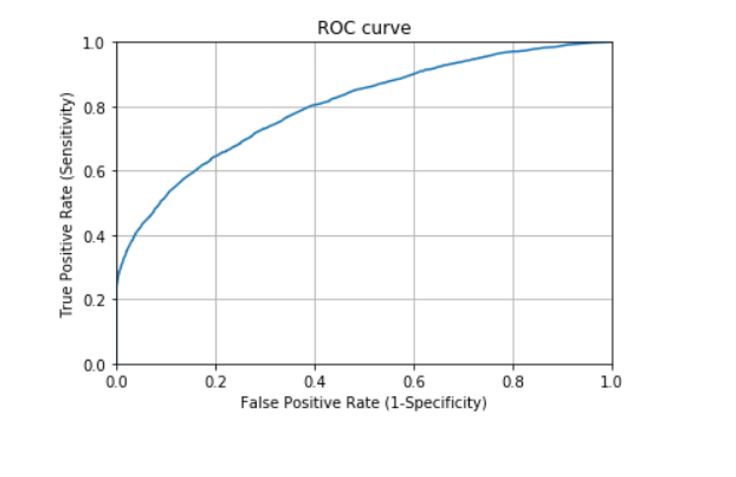 ROC curve
1.0
0.8
0.6
0.4
0.2
0.0
True Positive Rate (Sensitivity)
0.0 0.2 0.4 0.6 0.8 1.0
False Positive Rate (1-Specificity)